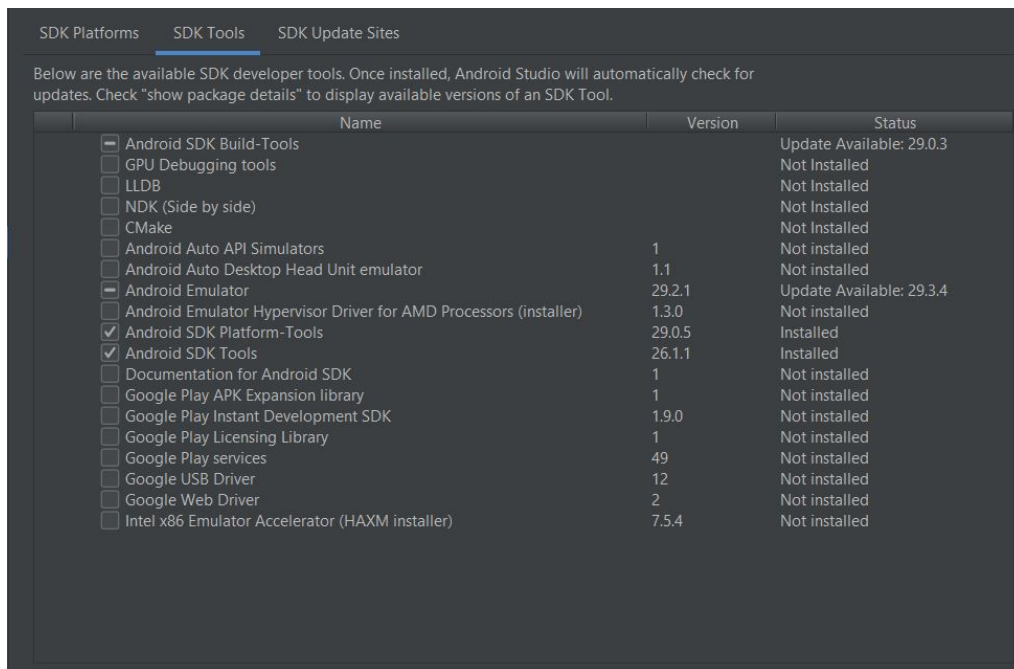 SDK Platforms SDK Tools SDK Update Sites
Below are the available SDK developer tools. Once installed, Android Studio will automatically check for
updates. Check "show package details" to display available versions of an SDK Tool.
Name Version Status
Android SDK Build-Tools Update Available: 29.0.3
GPU Debugging tools Not Installed
LLDB Not Installed
NDK (Side by side) Not Installed
CMake Not Installed
Android Auto API Simulators 1 Not installed
Android Auto Desktop Head Unit emulator 1.1 Not installed
Android Emulator 29.2.1 Update Available: 29.3.4
Android Emulator Hypervisor Driver for AMD Processors (installer) 1.3.0 Not installed
Android SDK Platform-Tools 29.0.5 Installed
Android SDK Tools 26.1.1 Installed
Documentation for Android SDK 1 Not installed
Google Play APK Expansion library 1 Not installed
Google Play Instant Development SDK 1.9.0 Not installed
Google Play Licensing Library 1 Not installed
Google Play services 49 Not installed
Google USB Driver 12 Not installed
Google Web Driver 2 Not installed
Intel x86 Emulator Accelerator (HAXM installer) 7.5.4 Not installed